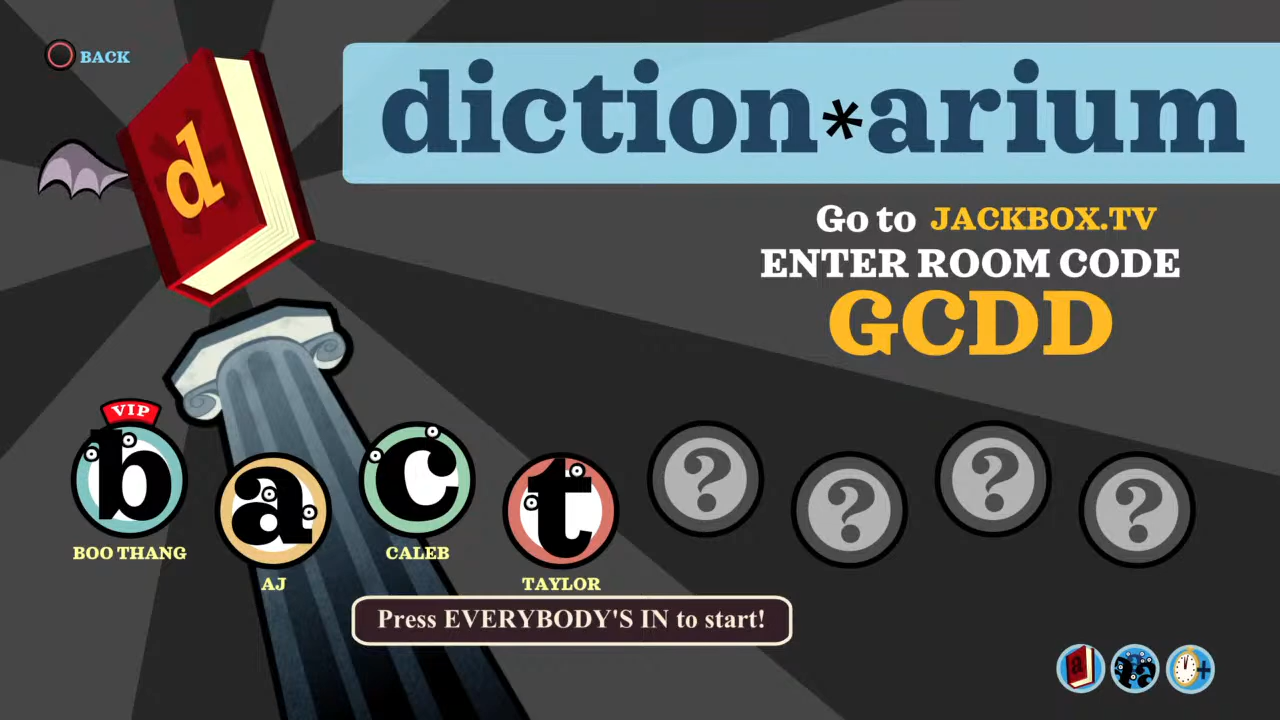 BACK
d
diction*arium
Go to JACKBOX.TV
ENTER ROOM CODE
GCDD
VIP
b
a
c
t
?
?
?
?
BOO THANG
AJ
CALEB
TAYLOR
Press EVERYBODY'S IN to start!
a